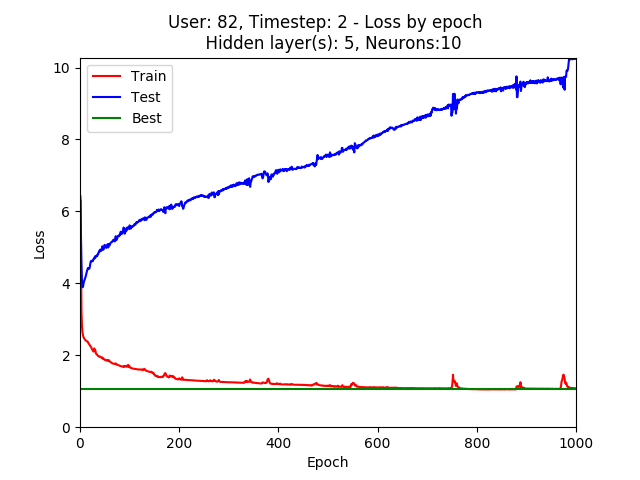 User: 82, Timestep: 2 - Loss by epoch
Hidden layer(s): 5, Neurons:10
Train
Test
Best
10
8
6
4
2
0
Loss
0 200 400 600 800 1000
Epoch